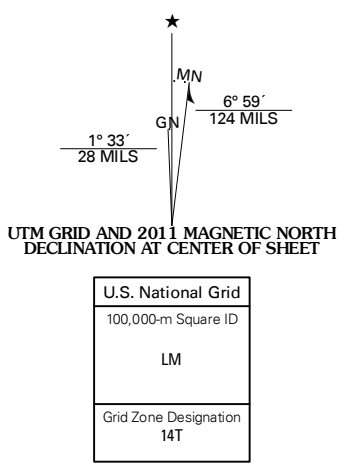 ★
MN
6° 59´
124 MILS
GN
1° 33´
28 MILS
UTM GRID AND 2011 MAGNETIC NORTH
DECLINATION AT CENTER OF SHEET
U.S. National Grid
100,000-m Square ID
LM
Grid Zone Designation
14T